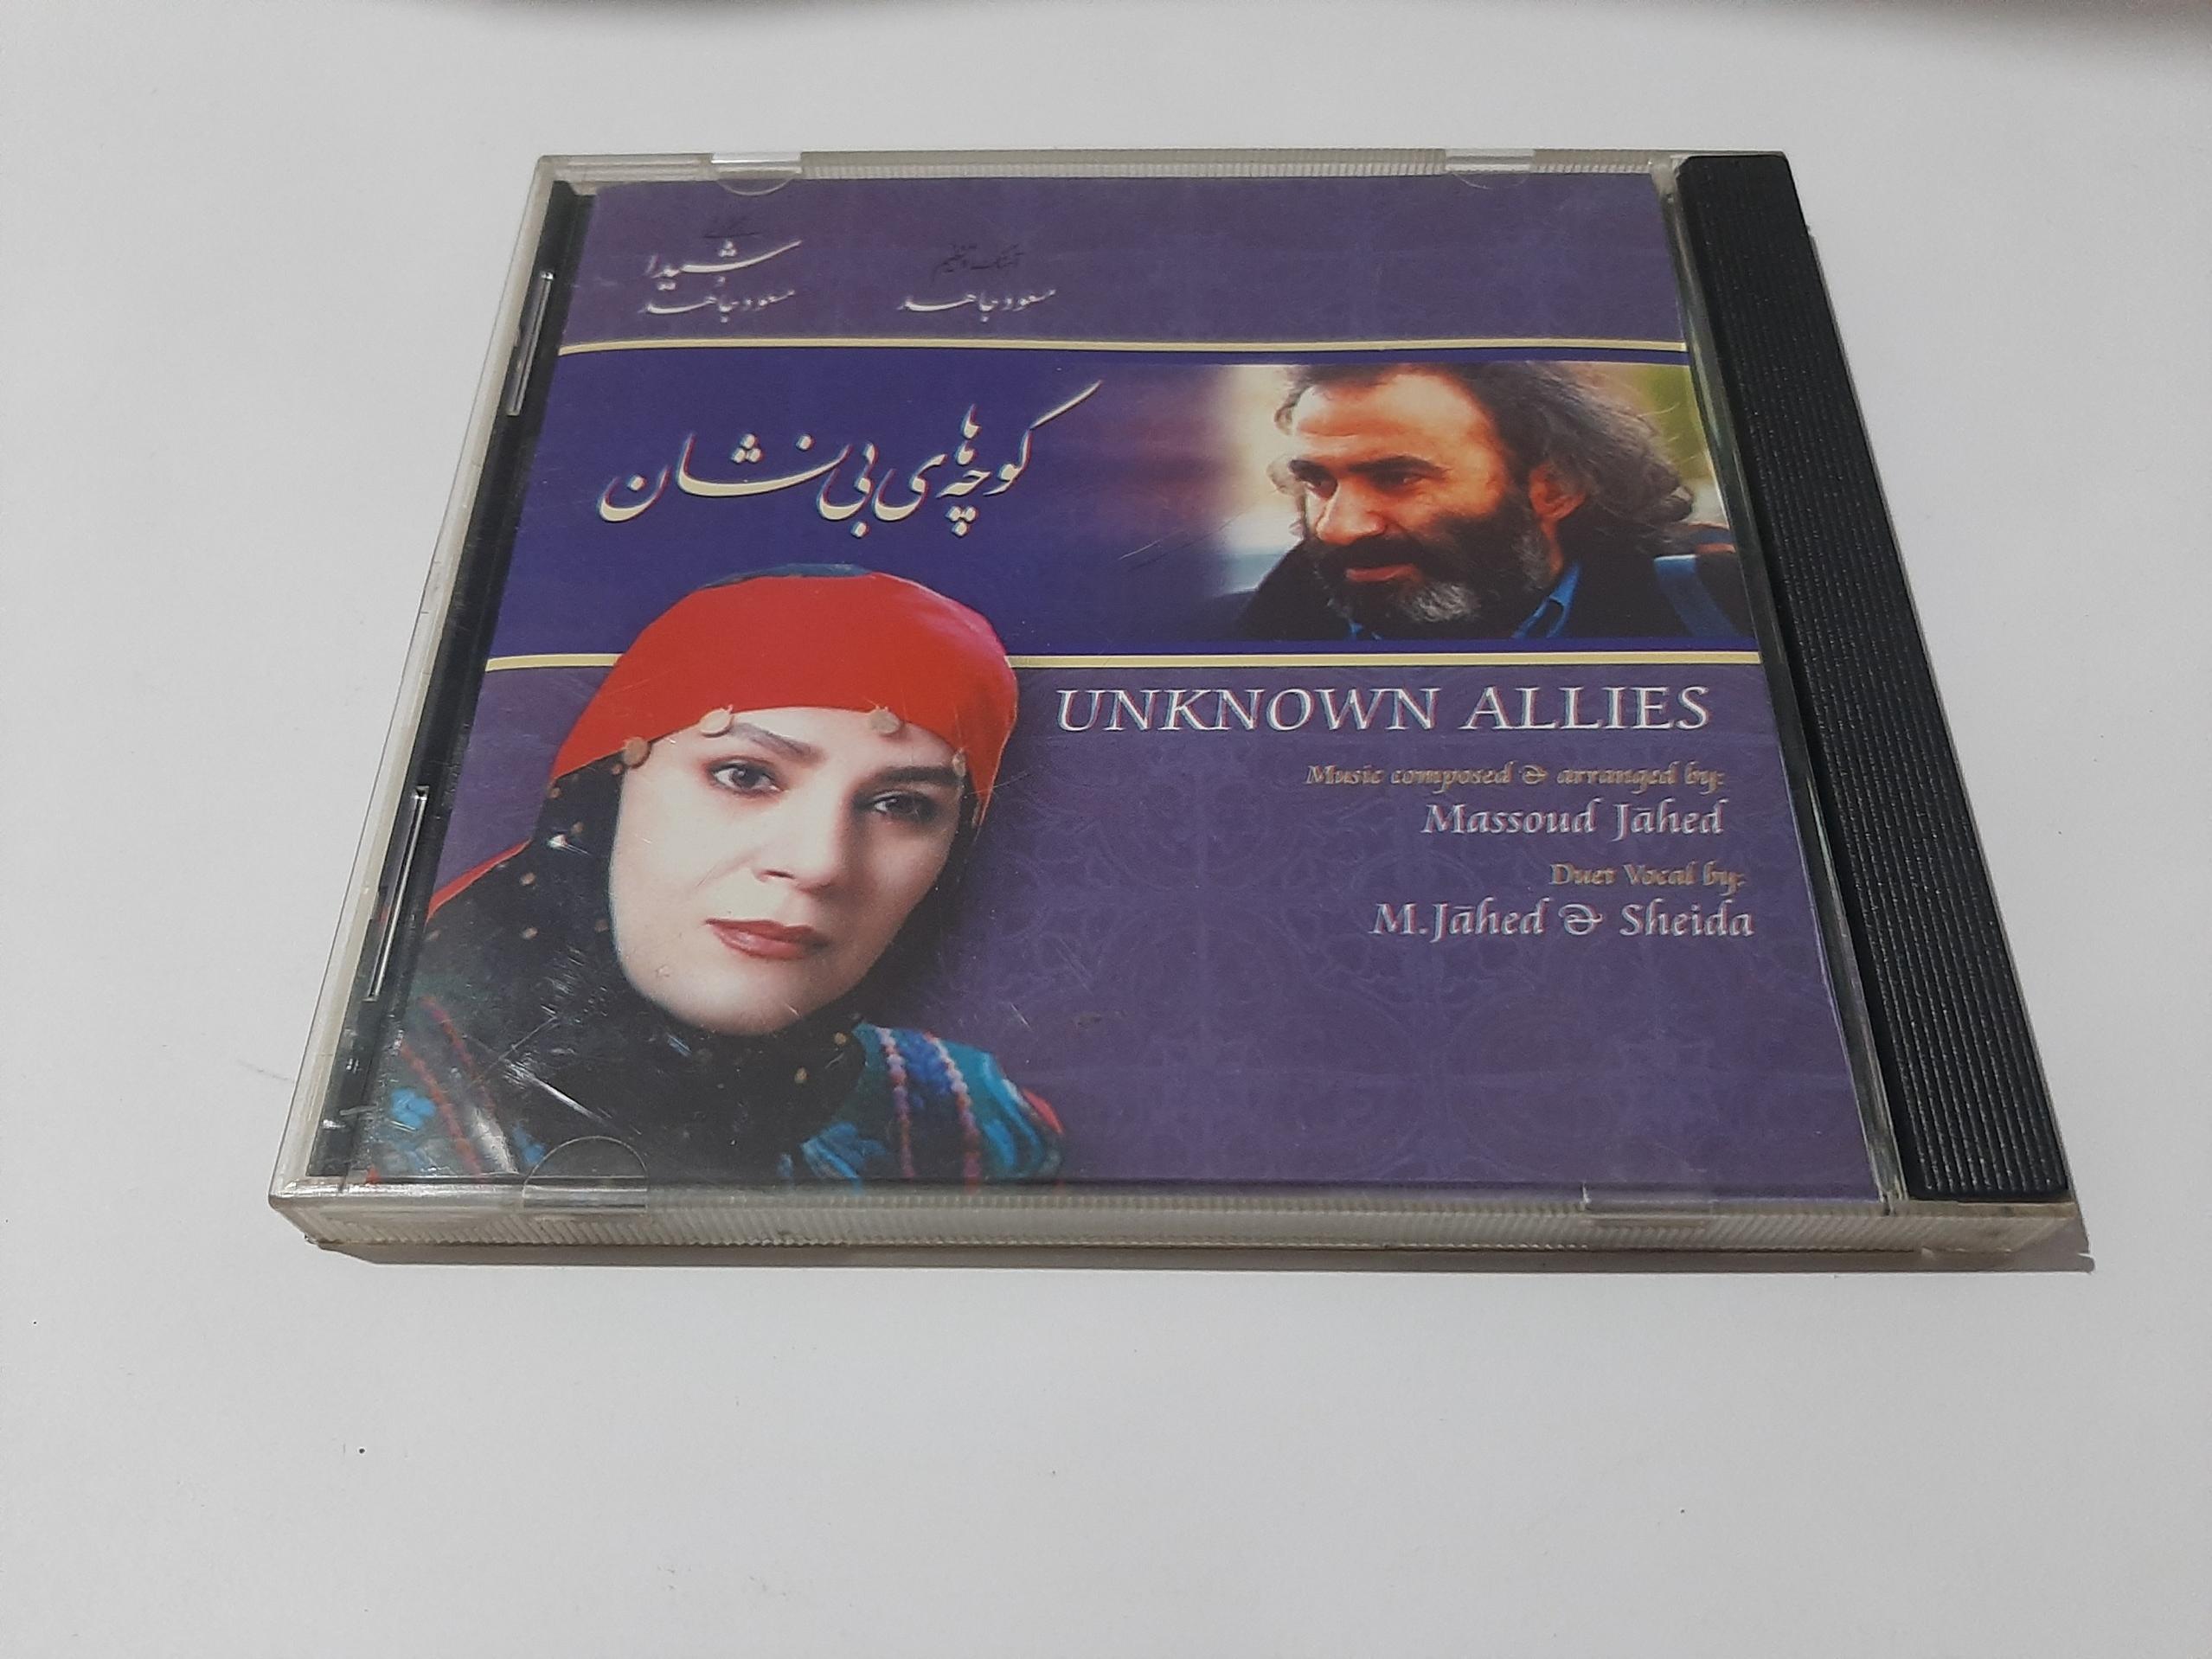 آهنگ و تنظیم
مسعود جاهد
شیدا
مسعود جاهد
کوچه‌های بی‌نشان
UNKNOWN ALLIES
Music composed & arranged by:
Massoud Jāhed
Duet Vocal by:
M.Jāhed & Sheida